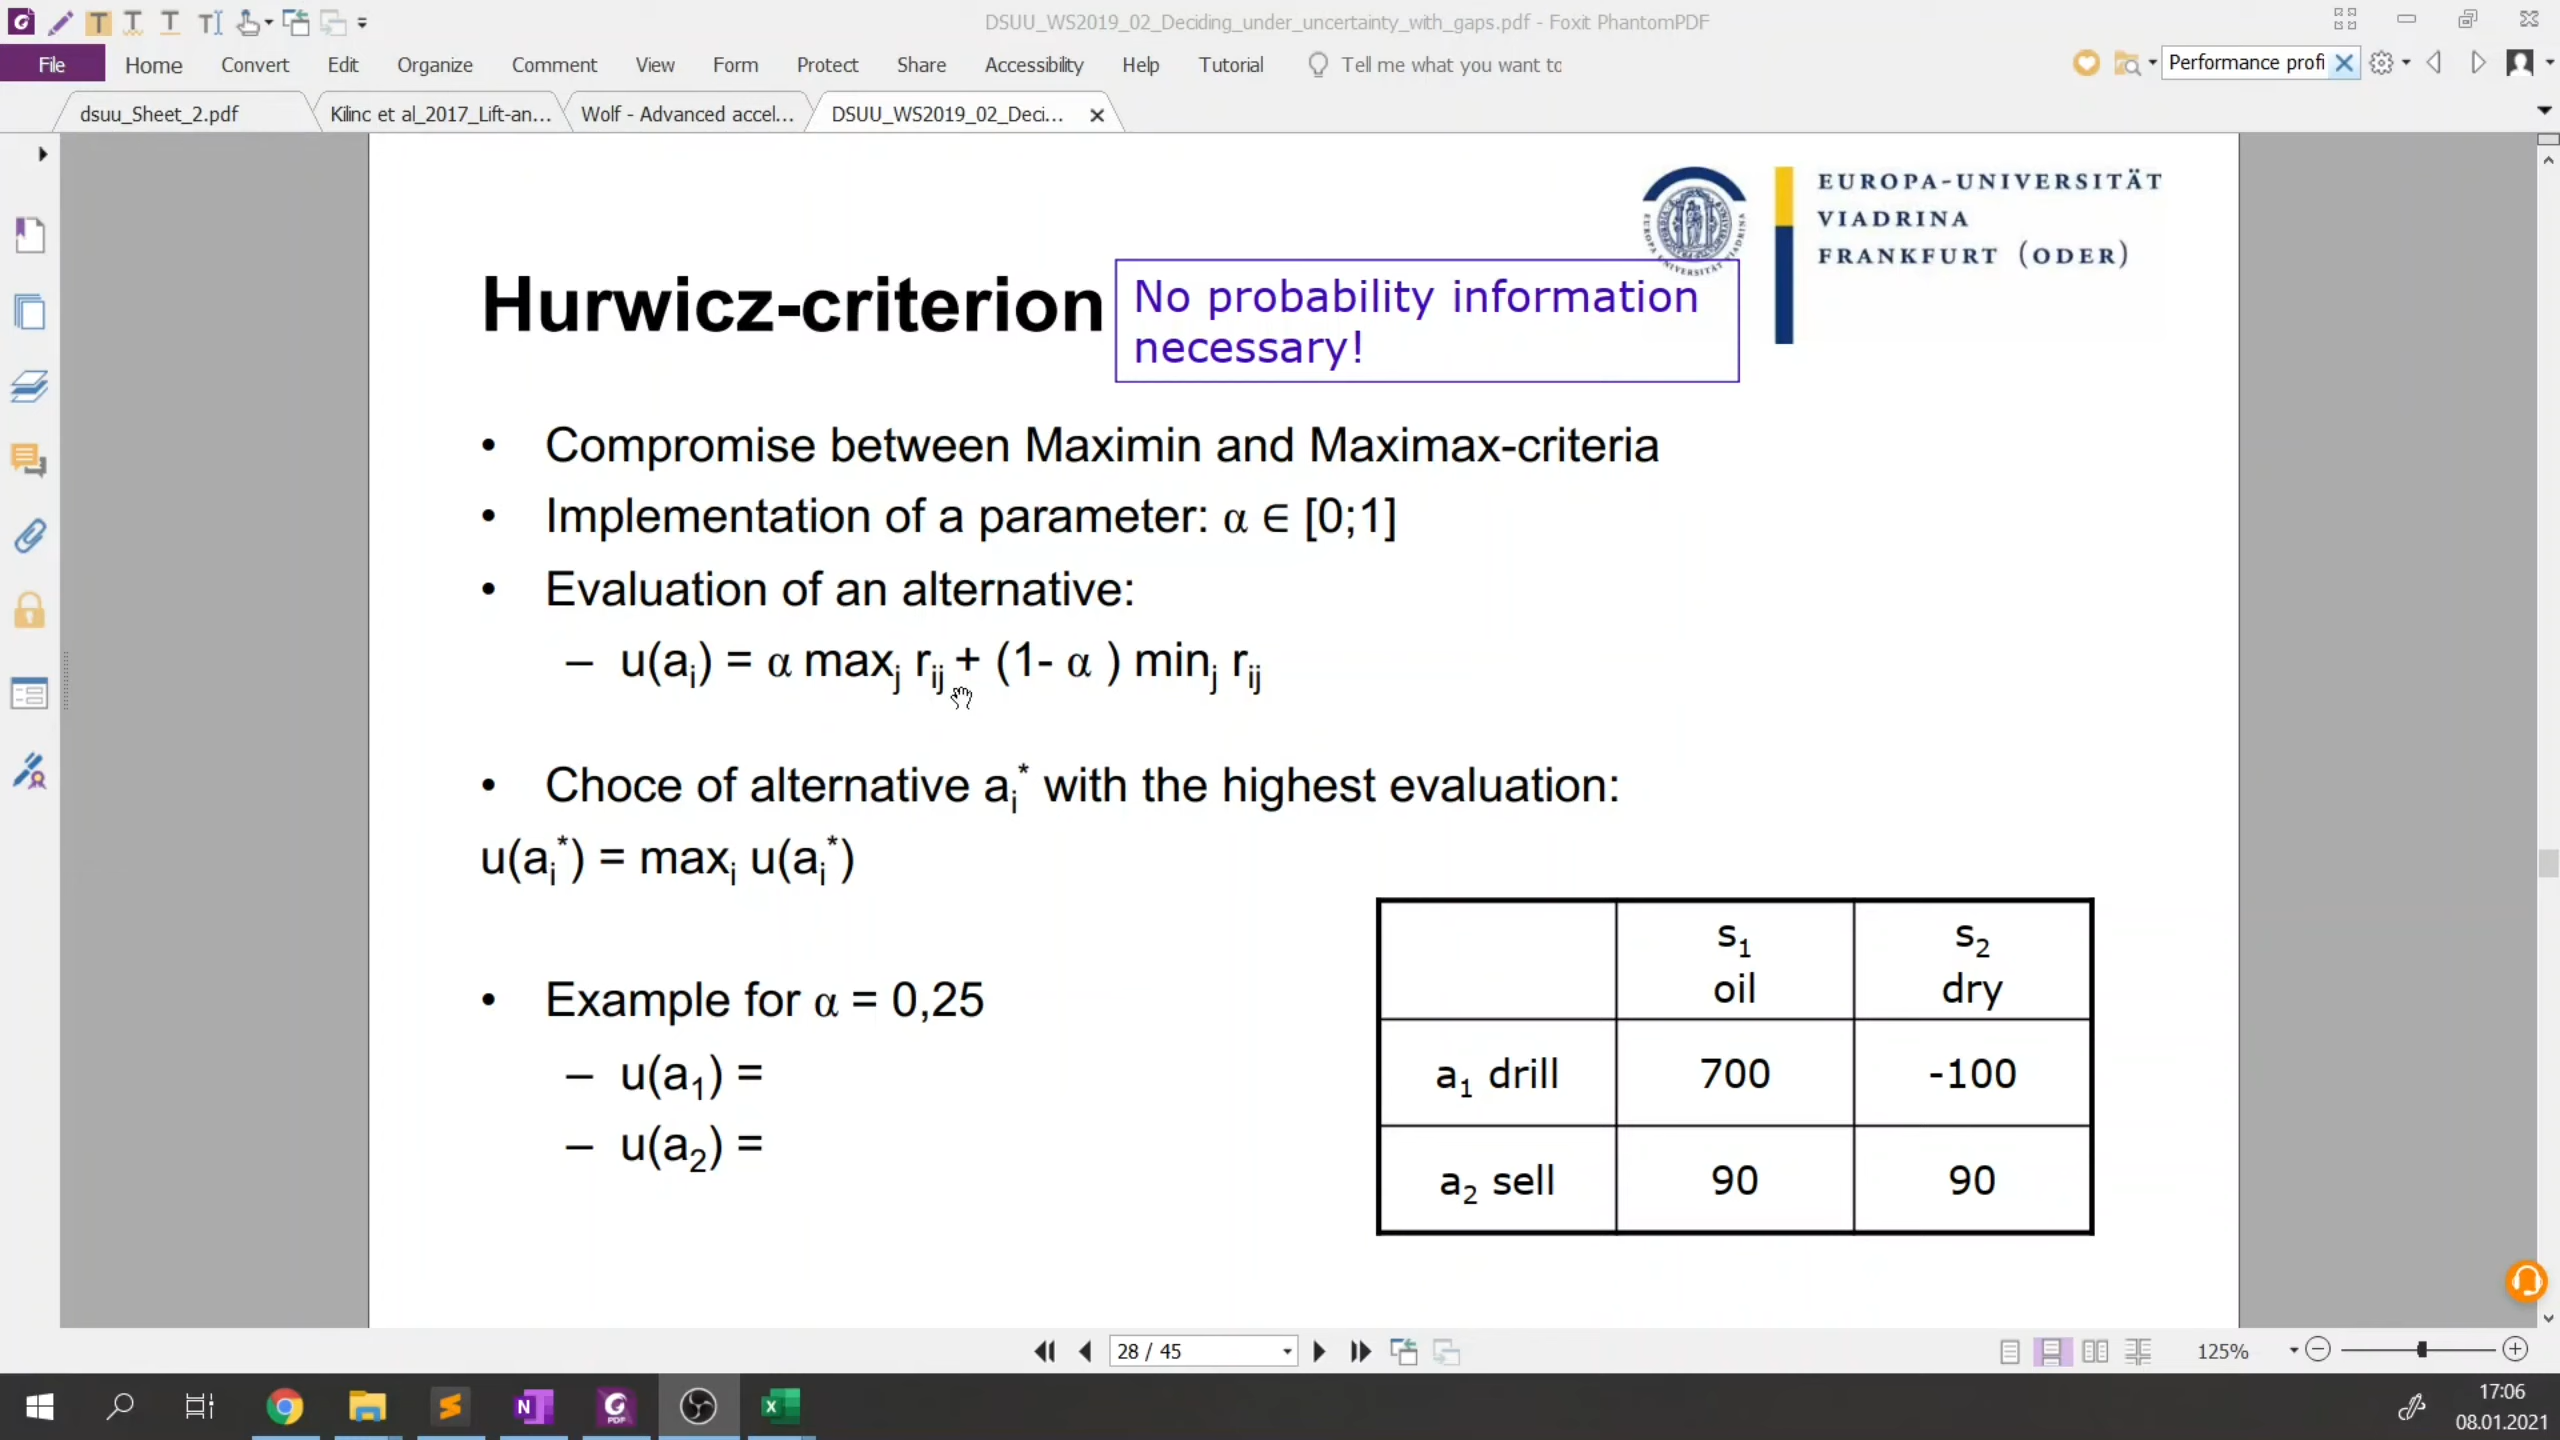 DSUU_WS2019_02_Deciding_under_uncertainty_with_gaps.pdf - Foxit PhantomPDF
File Home Convert Edit Organize Comment View Form Protect Share Accessibility Help Tutorial Tell me what you want to
Performance profi
dsuu_Sheet_2.pdf
Kilinc et al_2017_Lift-an...
Wolf - Advanced accel...
DSUU_WS2019_02_Deci...
EUROPA-UNIVERSITÄT
VIADRINA
FRANKFURT (ODER)
Hurwicz-criterion
No probability information
necessary!
• Compromise between Maximin and Maximax-criteria
• Implementation of a parameter: α ∈ [0;1]
• Evaluation of an alternative:
– u(aᵢ) = α maxⱼ rᵢⱼ + (1- α ) minⱼ rᵢⱼ
• Choce of alternative aᵢ* with the highest evaluation:
u(aᵢ*) = maxᵢ u(aᵢ*)
• Example for α = 0,25
– u(a₁) =
– u(a₂) =
s₁ s₂
oil dry
a₁ drill 700 -100
a₂ sell 90 90
28 / 45
125%
17:06
08.01.2021